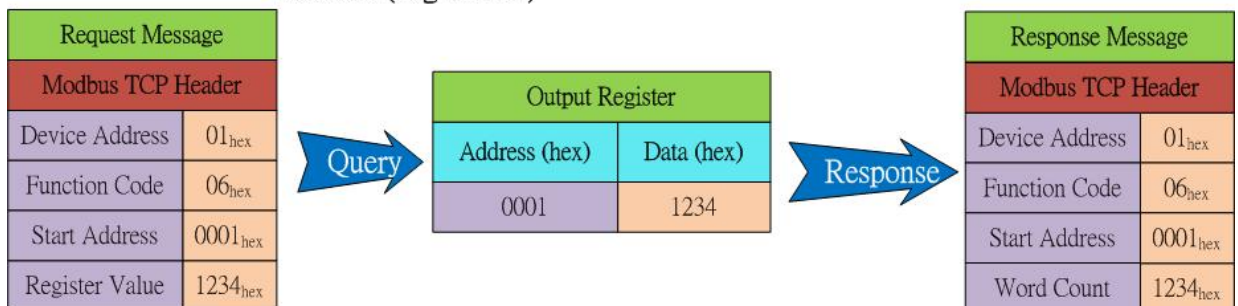 Request Message
Modbus TCP Header
Device Address 01hex
Function Code 06hex
Start Address 0001hex
Register Value 1234hex
Query
Output Register
Address (hex) Data (hex)
0001 1234
Response
Response Message
Modbus TCP Header
Device Address 01hex
Function Code 06hex
Start Address 0001hex
Word Count 1234hex